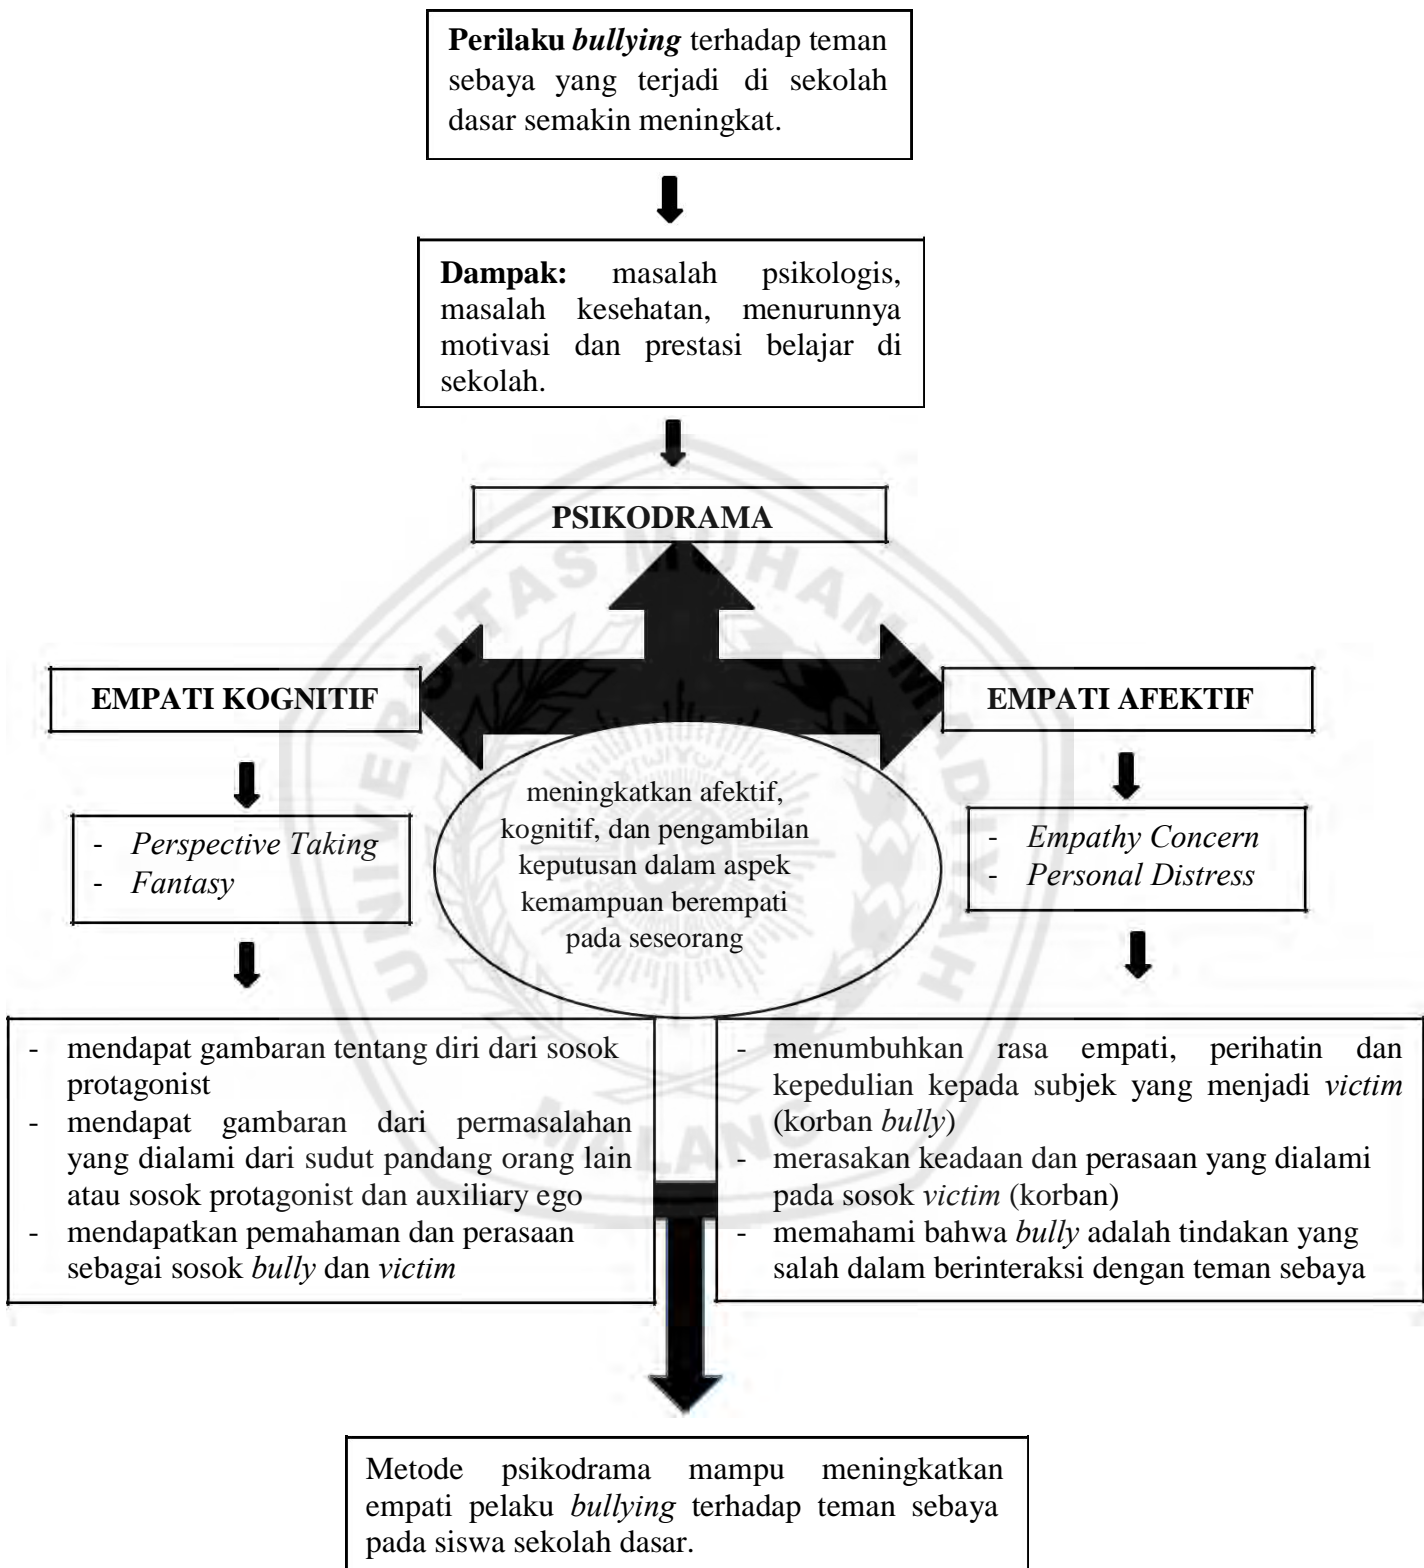 Perilaku bullying terhadap teman
sebaya yang terjadi di sekolah
dasar semakin meningkat.
Dampak: masalah psikologis,
masalah kesehatan, menurunnya
motivasi dan prestasi belajar di
sekolah.
PSIKODRAMA
EMPATI KOGNITIF
EMPATI AFEKTIF
- Perspective Taking
- Fantasy
meningkatkan afektif,
kognitif, dan pengambilan
keputusan dalam aspek
kemampuan berempati
pada seseorang
- Empathy Concern
- Personal Distress
- mendapat gambaran tentang diri dari sosok
protagonist
- mendapat gambaran dari permasalahan
yang dialami dari sudut pandang orang lain
atau sosok protagonist dan auxiliary ego
- mendapatkan pemahaman dan perasaan
sebagai sosok bully dan victim
- menumbuhkan rasa empati, perihatin dan
kepedulian kepada subjek yang menjadi victim
(korban bully)
- merasakan keadaan dan perasaan yang dialami
pada sosok victim (korban)
- memahami bahwa bully adalah tindakan yang
salah dalam berinteraksi dengan teman sebaya
Metode psikodrama mampu meningkatkan
empati pelaku bullying terhadap teman sebaya
pada siswa sekolah dasar.
UNIVERSITAS MUHAMMADIYAH
MALANG